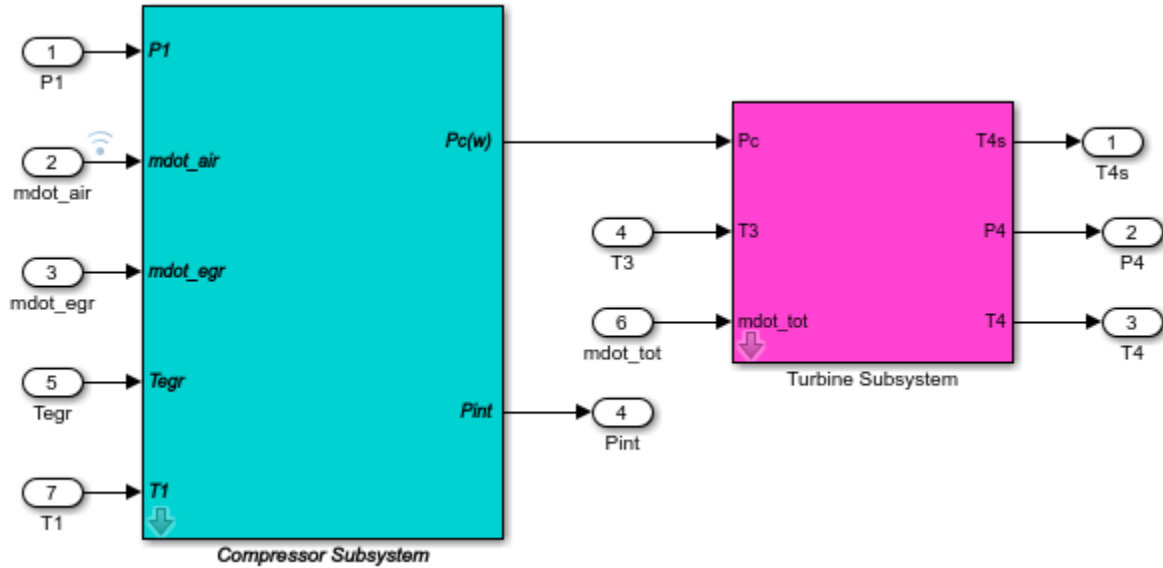 1
P1
P1
2
mdot_air
mdot_air
3
mdot_egr
mdot_egr
5
Tegr
Tegr
7
T1
T1
Pc(w)
Pint
Compressor Subsystem
4
T3
6
mdot_tot
4
Pint
Pc
T3
mdot_tot
T4s
P4
T4
Turbine Subsystem
1
T4s
2
P4
3
T4